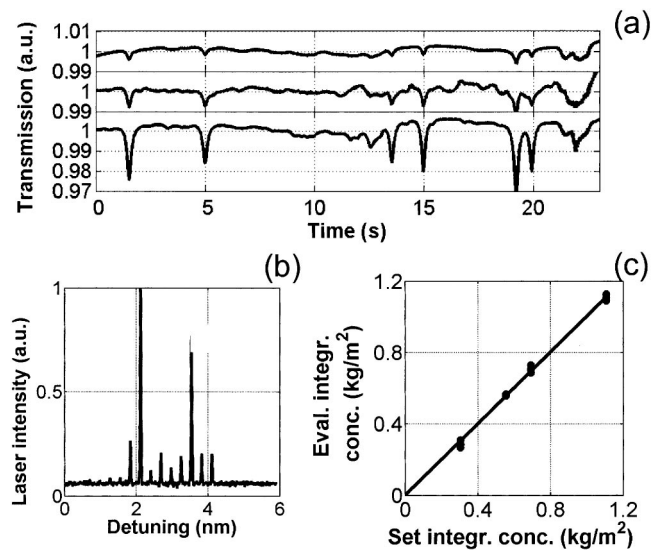 (a)
Transmission (a.u.)
1.01
1
0.99
1
0.99
1
0.99
0.98
0.97
0 5 10 15 20
Time (s)
(b)
Laser intensity (a.u.)
1
0.5
0
0 2 4 6
Detuning (nm)
(c)
Eval. integr.
conc. (kg/m²)
1.2
0.8
0.4
0
0.4 0.8 1.2
Set integr. conc. (kg/m²)